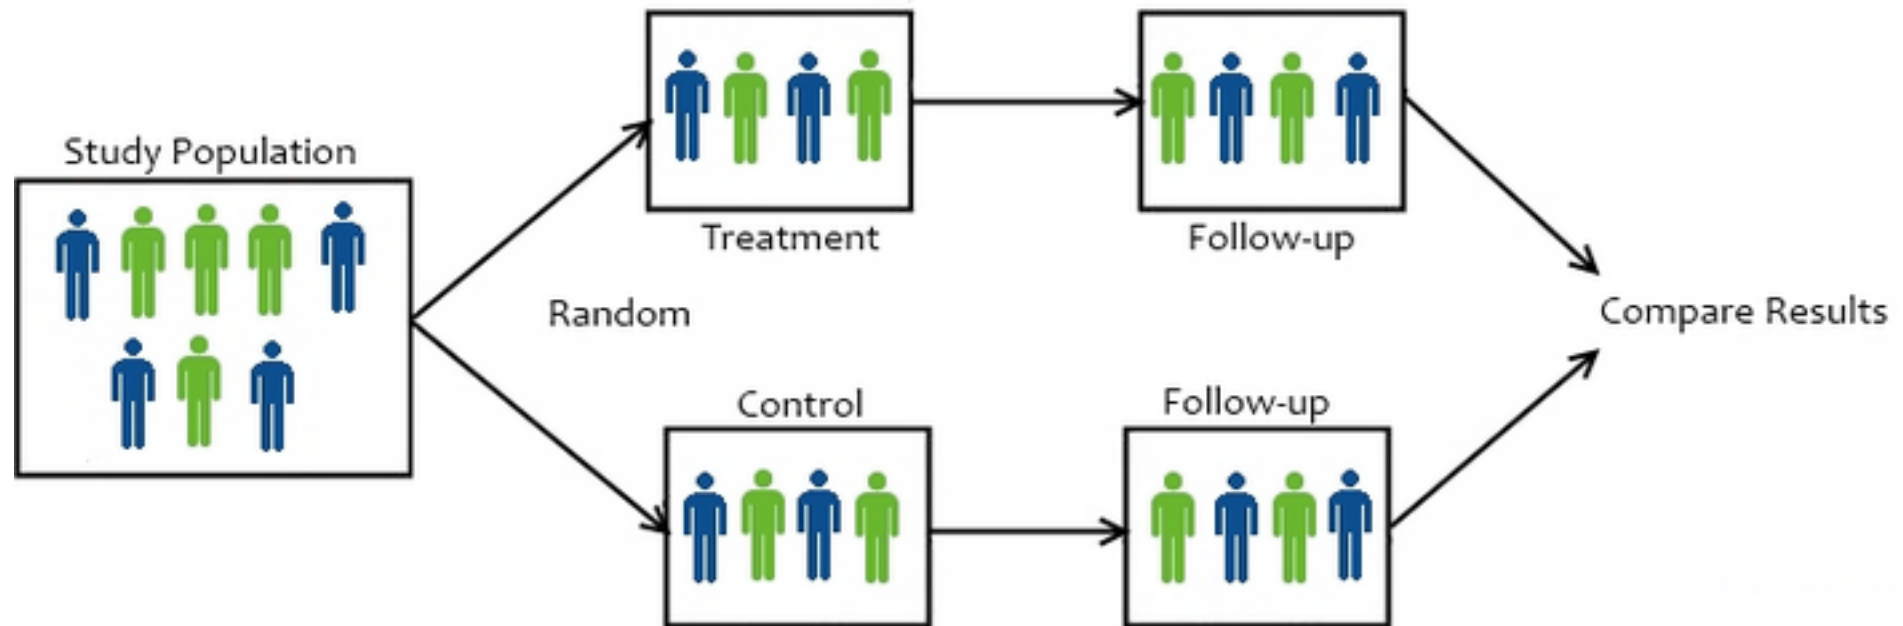 Study Population
Treatment
Follow-up
Random
Compare Results
Control
Follow-up